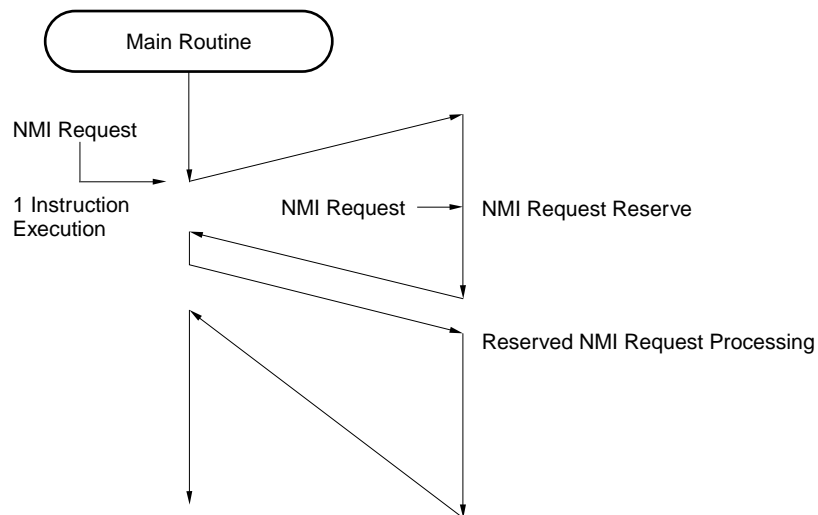 Main Routine
NMI Request
1 Instruction
Execution
NMI Request
NMI Request Reserve
Reserved NMI Request Processing